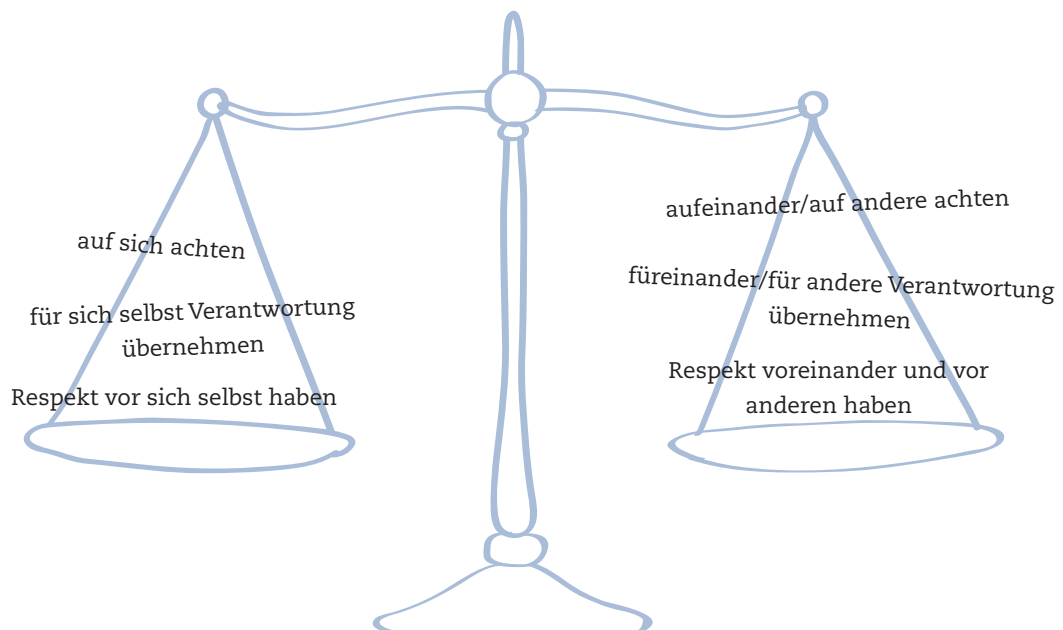 auf sich achten
für sich selbst Verantwortung
übernehmen
Respekt vor sich selbst haben
aufeinander/auf andere achten
füreinander/für andere Verantwortung
übernehmen
Respekt voreinander und vor
anderen haben